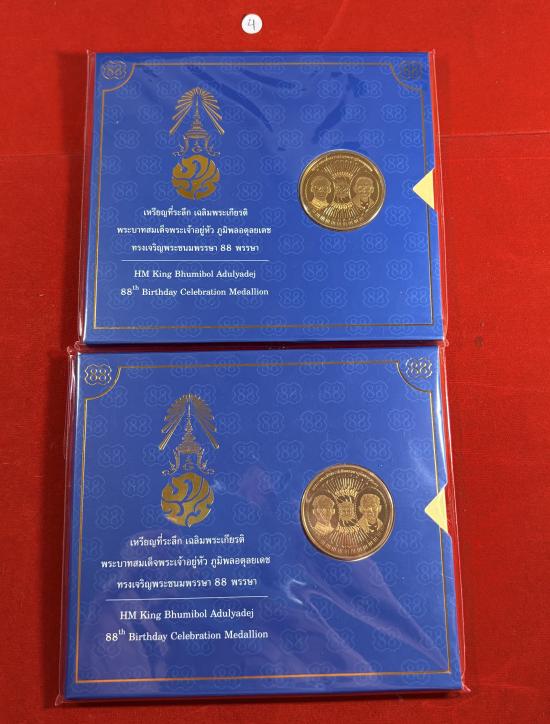 4
88
88
เหรียญที่ระลึก เฉลิมพระเกียรติ
พระบาทสมเด็จพระเจ้าอยู่หัว ภูมิพลอดุลยเดช
ทรงเจริญพระชนมพรรษา 88 พรรษา
HM King Bhumibol Adulyadej
88th Birthday Celebration Medallion
88
88
เหรียญที่ระลึก เฉลิมพระเกียรติ
พระบาทสมเด็จพระเจ้าอยู่หัว ภูมิพลอดุลยเดช
ทรงเจริญพระชนมพรรษา 88 พรรษา
HM King Bhumibol Adulyadej
88th Birthday Celebration Medallion